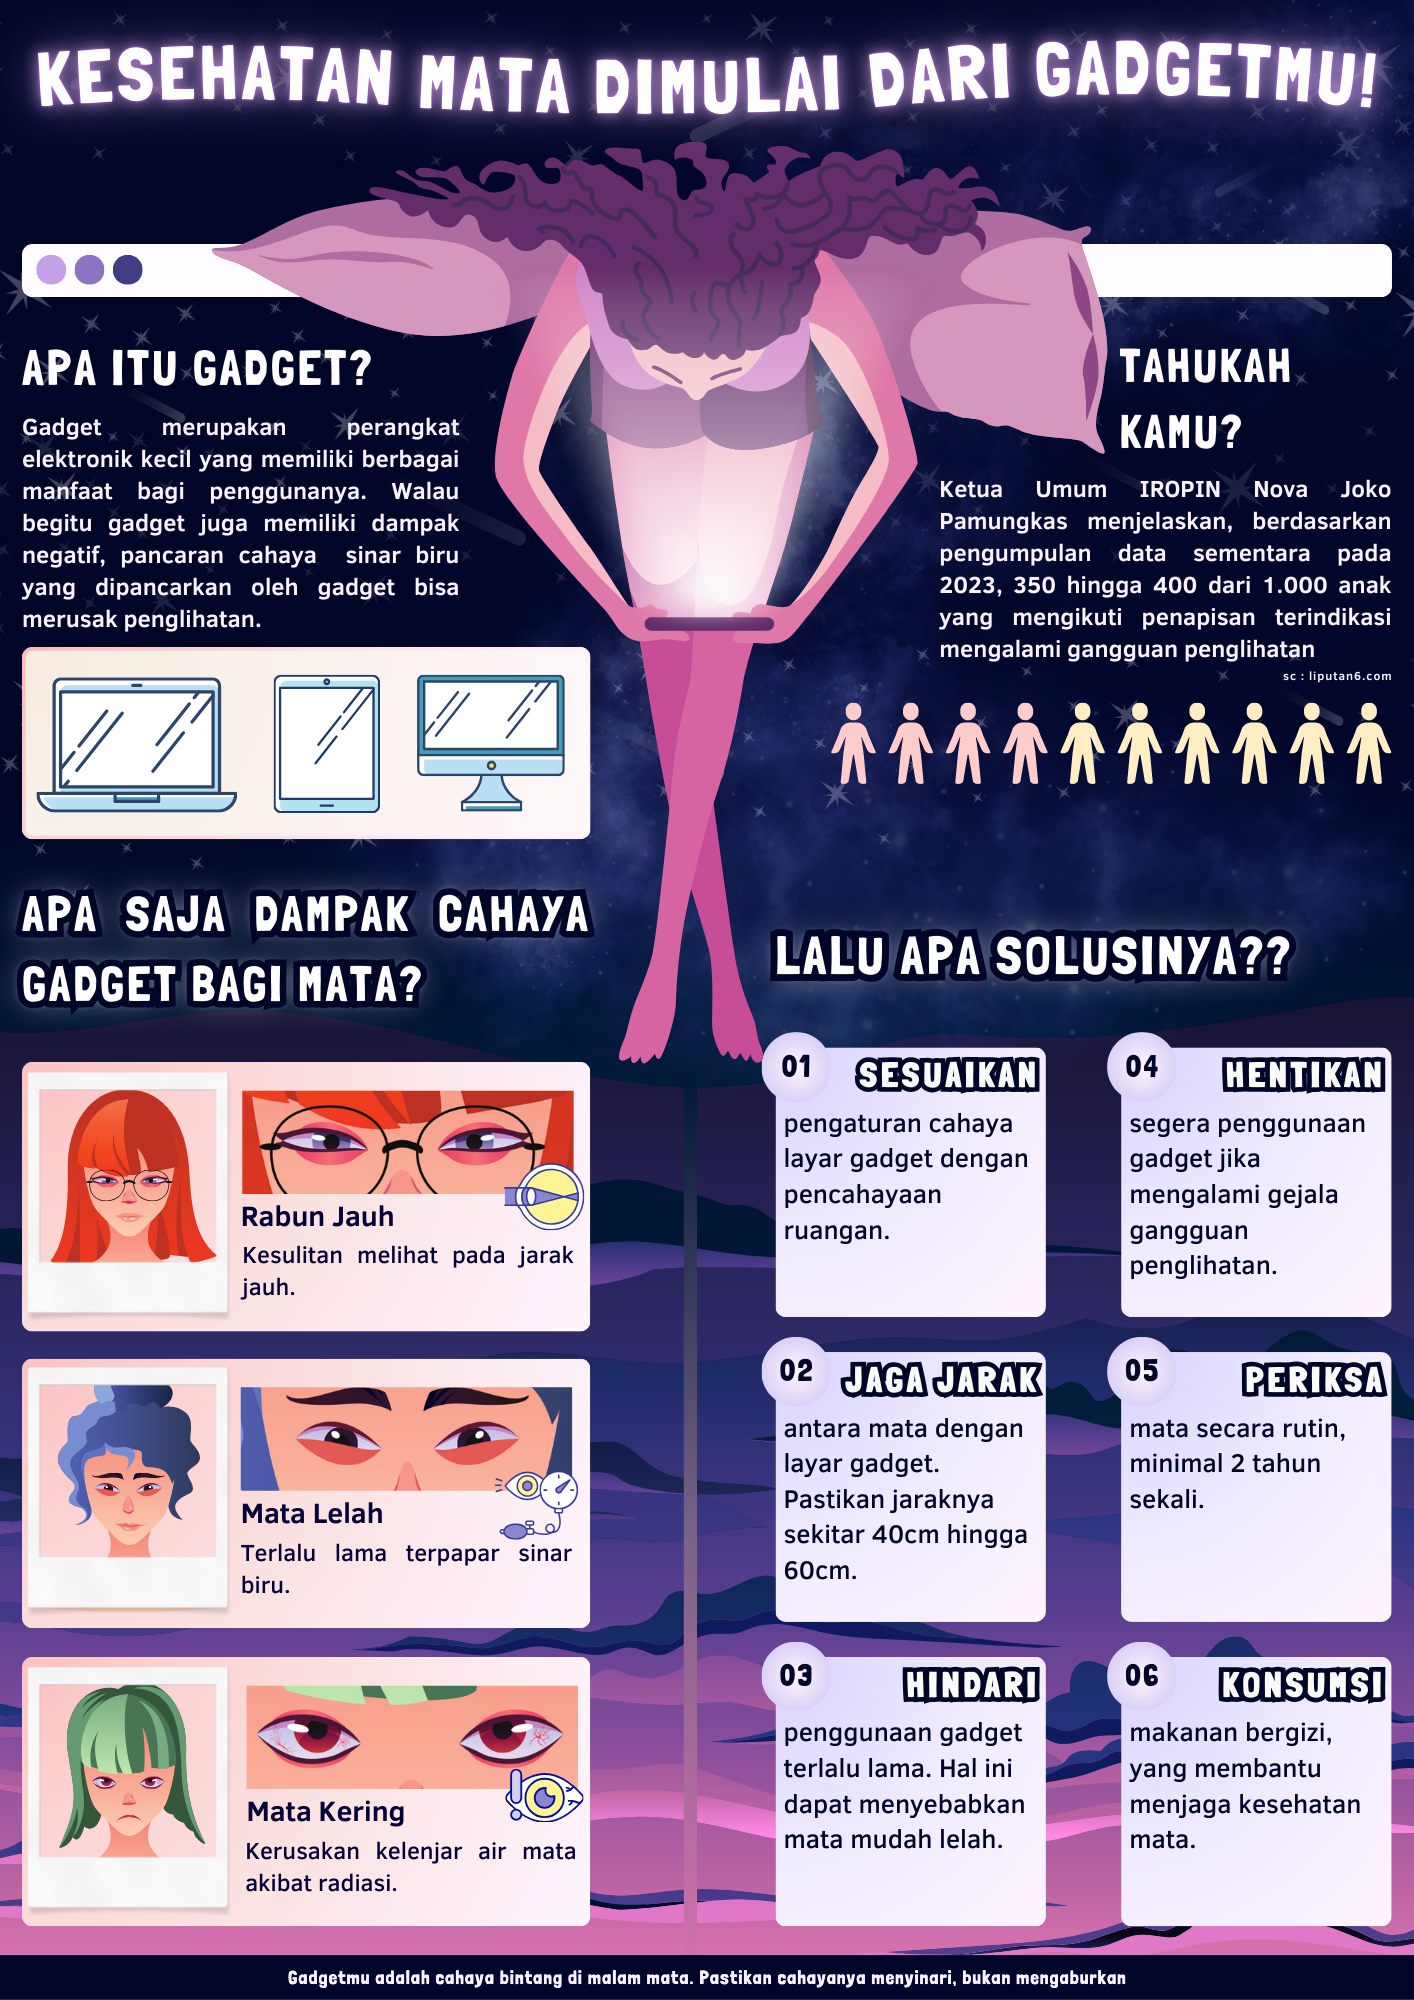 KESEHATAN MATA DIMULAI DARI GADGETMU!
APA ITU GADGET?
Gadget merupakan perangkat
elektronik kecil yang memiliki berbagai
manfaat bagi penggunanya. Walau
begitu gadget juga memiliki dampak
negatif, pancaran cahaya sinar biru
yang dipancarkan oleh gadget bisa
merusak penglihatan.
TAHUKAH
KAMU?
Ketua Umum IROPIN Nova Joko
Pamungkas menjelaskan, berdasarkan
pengumpulan data sementara pada
2023, 350 hingga 400 dari 1.000 anak
yang mengikuti penapisan terindikasi
mengalami gangguan penglihatan
sc : liputan6.com
APA SAJA DAMPAK CAHAYA
GADGET BAGI MATA?
Rabun Jauh
Kesulitan melihat pada jarak
jauh.
Mata Lelah
Terlalu lama terpapar sinar
biru.
Mata Kering
Kerusakan kelenjar air mata
akibat radiasi.
LALU APA SOLUSINYA??
01
SESUAIKAN
pengaturan cahaya
layar gadget dengan
pencahayaan
ruangan.
02
JAGA JARAK
antara mata dengan
layar gadget.
Pastikan jaraknya
sekitar 40cm hingga
60cm.
03
HINDARI
penggunaan gadget
terlalu lama. Hal ini
dapat menyebabkan
mata mudah lelah.
04
HENTIKAN
segera penggunaan
gadget jika
mengalami gejala
gangguan
penglihatan.
05
PERIKSA
mata secara rutin,
minimal 2 tahun
sekali.
06
KONSUMSI
makanan bergizi,
yang membantu
menjaga kesehatan
mata.
Gadgetmu adalah cahaya bintang di malam mata. Pastikan cahayanya menyinari, bukan mengaburkan